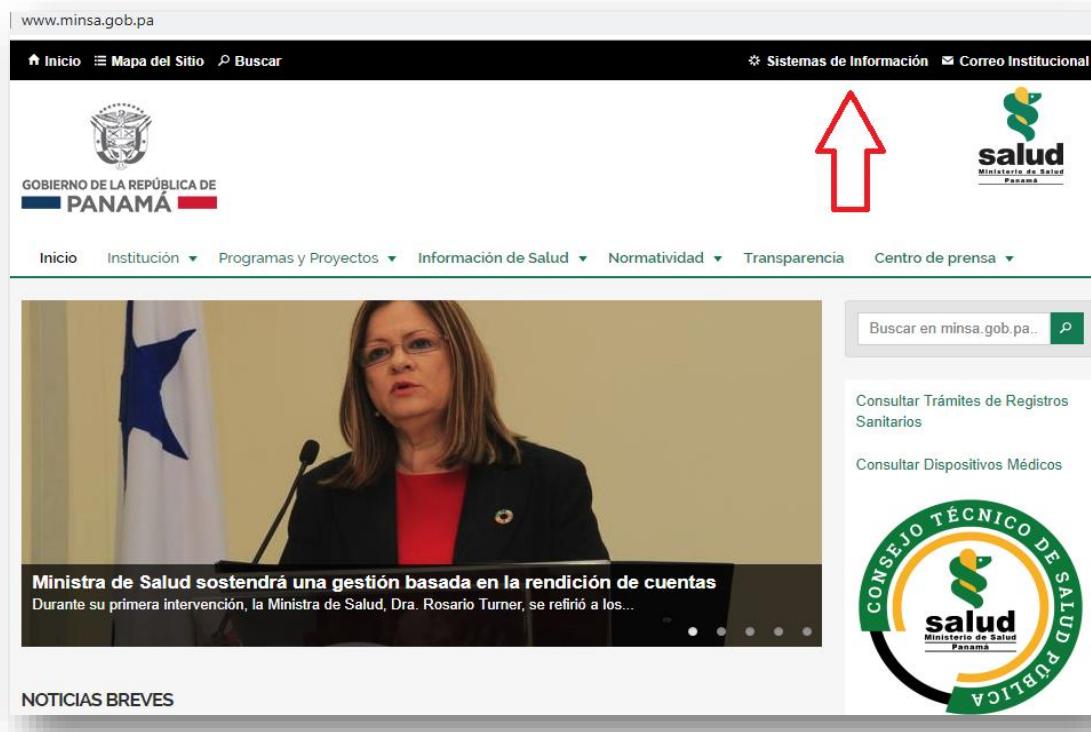 www.minsa.gob.pa
Inicio Mapa del Sitio Buscar Sistemas de Información Correo Institucional
GOBIERNO DE LA REPÚBLICA DE
PANAMÁ
salud
Ministerio de Salud
Panamá
Inicio Institución Programas y Proyectos Información de Salud Normatividad Transparencia Centro de prensa
Buscar en minsa.gob.pa..
Consultar Trámites de Registros
Sanitarios
Consultar Dispositivos Médicos
Ministra de Salud sostendrá una gestión basada en la rendición de cuentas
Durante su primera intervención, la Ministra de Salud, Dra. Rosario Turner, se refirió a los...
CONSEJO TÉCNICO DE SALUD PÚBLICA
salud
Ministerio de Salud
Panamá
NOTICIAS BREVES